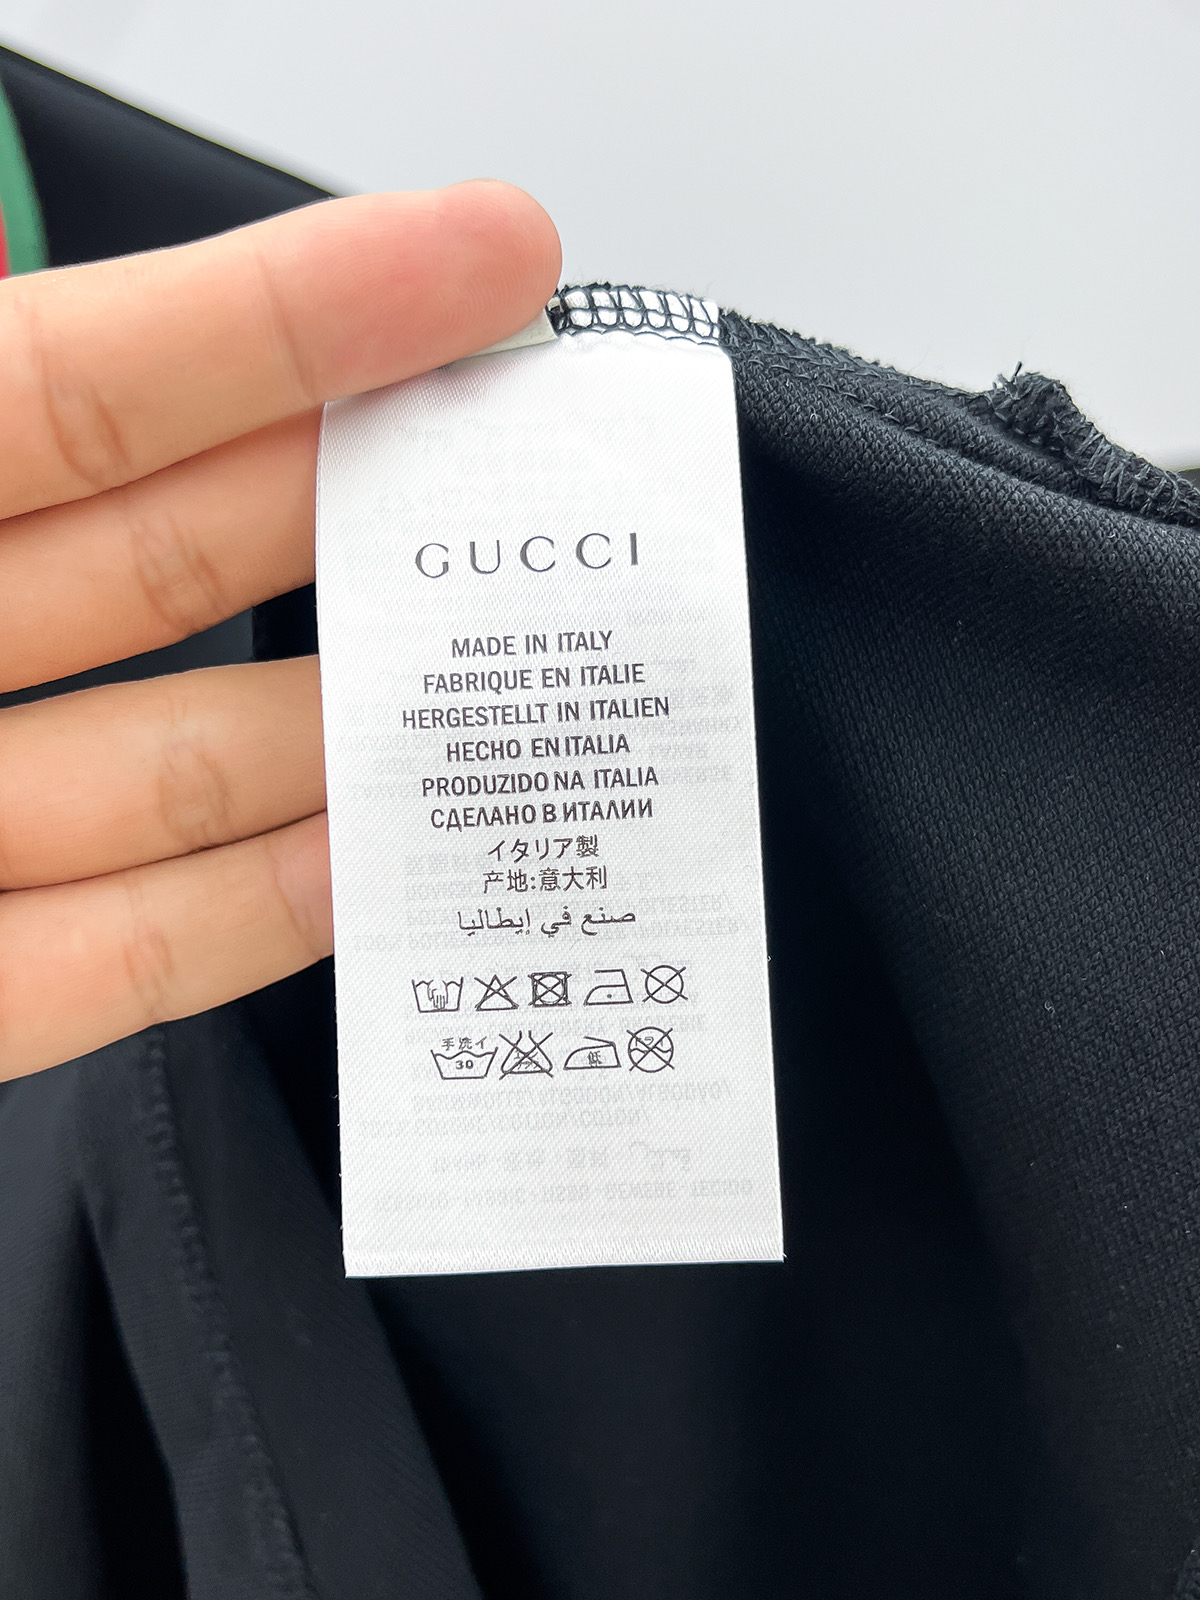 GUCCI
MADE IN ITALY
FABRIQUE EN ITALIE
HERGESTELLT IN ITALIEN
HECHO EN ITALIA
PRODUZIDO NA ITALIA
СДЕЛАНО В ИТАЛИИ
イタリア製
产地:意大利
صنع في إيطاليا
手洗イ
30
低